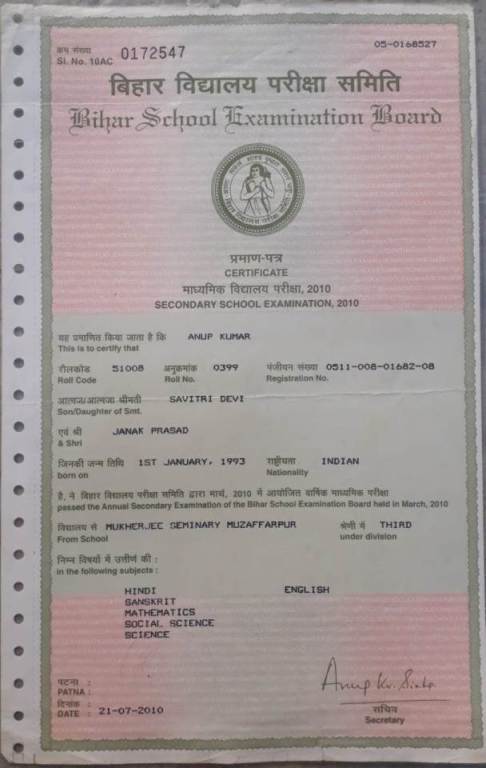 क्रम संख्या
Sl. No. 10AC 0172547
05-0168527
बिहार विद्यालय परीक्षा समिति
Bihar School Examination Board
प्रमाण-पत्र
CERTIFICATE
माध्यमिक विद्यालय परीक्षा, 2010
SECONDARY SCHOOL EXAMINATION, 2010
यह प्रमाणित किया जाता है कि ANUP KUMAR
This is to certify that
रौलकोड 51008 अनुक्रमांक 0399 पंजीयन संख्या 0511-008-01682-08
Roll Code Roll No. Registration No.
आत्मज/आत्मजा श्रीमती SAVITRI DEVI
Son/Daughter of Smt.
एवं श्री JANAK PRASAD
& Shri
जिनकी जन्म तिथि 1ST JANUARY, 1993 राष्ट्रीयता INDIAN
born on Nationality
है, ने बिहार विद्यालय परीक्षा समिति द्वारा मार्च, 2010 में आयोजित वार्षिक माध्यमिक परीक्षा
passed the Annual Secondary Examination of the Bihar School Examination Board held in March, 2010
विद्यालय से MUKHERJEE SEMINARY MUZAFFARPUR श्रेणी में THIRD
From School under division
निम्न विषयों में उत्तीर्ण की :
in the following subjects :
HINDI ENGLISH
SANSKRIT
MATHEMATICS
SOCIAL SCIENCE
SCIENCE
पटना :
PATNA :
दिनांक :
DATE : 21-07-2010
Anup Kr. Sinha
सचिव
Secretary